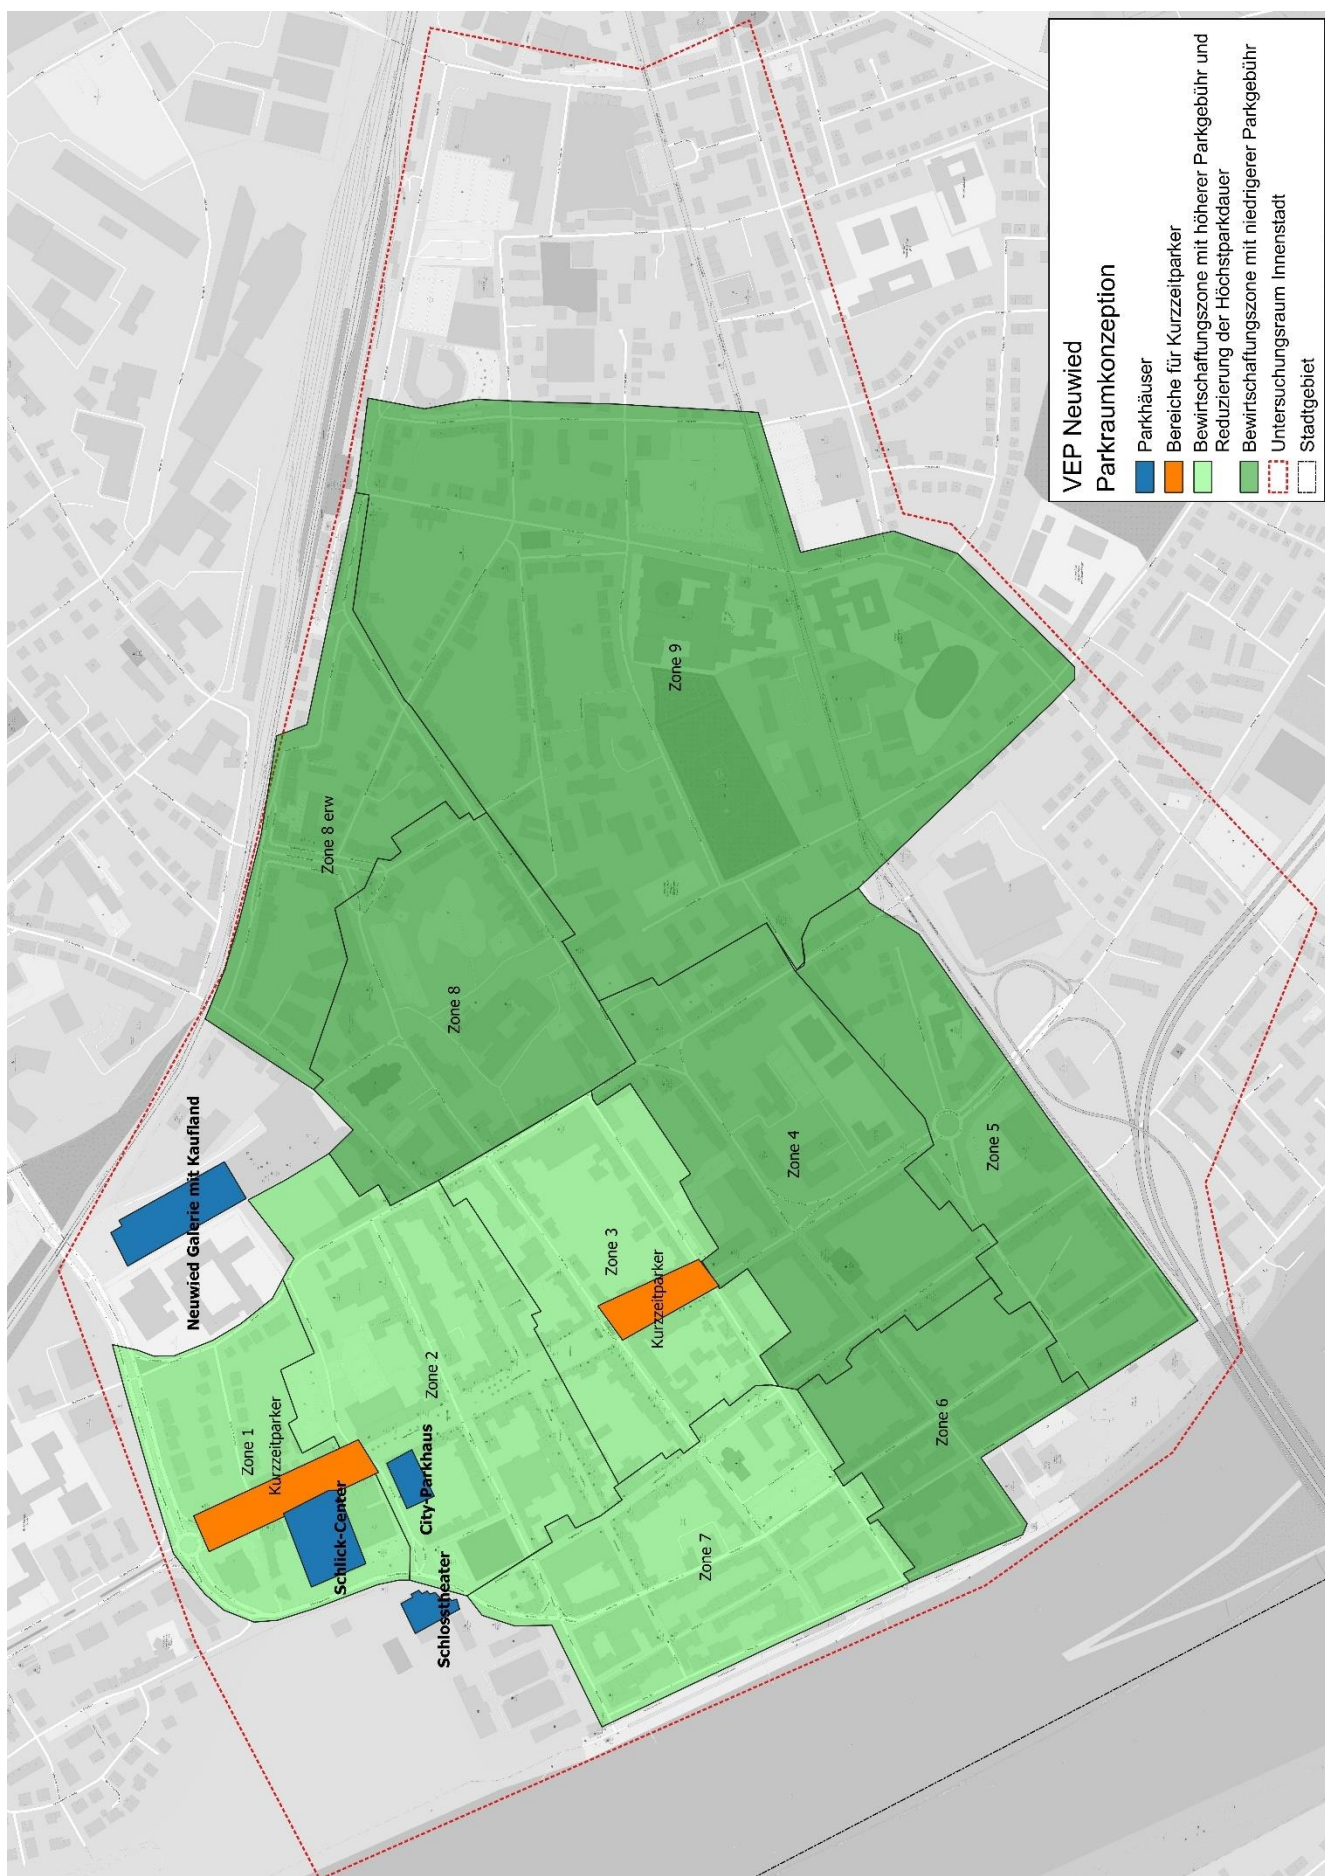 VEP Neuwied
Parkraumkonzeption
Parkhäuser
Bereiche für Kurzzeitparker
Bewirtschaftungszone mit höherer Parkgebühr und
Reduzierung der Höchstparkdauer
Bewirtschaftungszone mit niedrigerer Parkgebühr
Untersuchungsraum Innenstadt
Stadtgebiet
Neuwied Galerie mit Kaufland
Zone 1
Kurzzeitparker
Schlick-Center
City-Parkhaus
Schlosstheater
Zone 2
Zone 3
Kurzzeitparker
Zone 4
Zone 5
Zone 6
Zone 7
Zone 8
Zone 8 erw
Zone 9